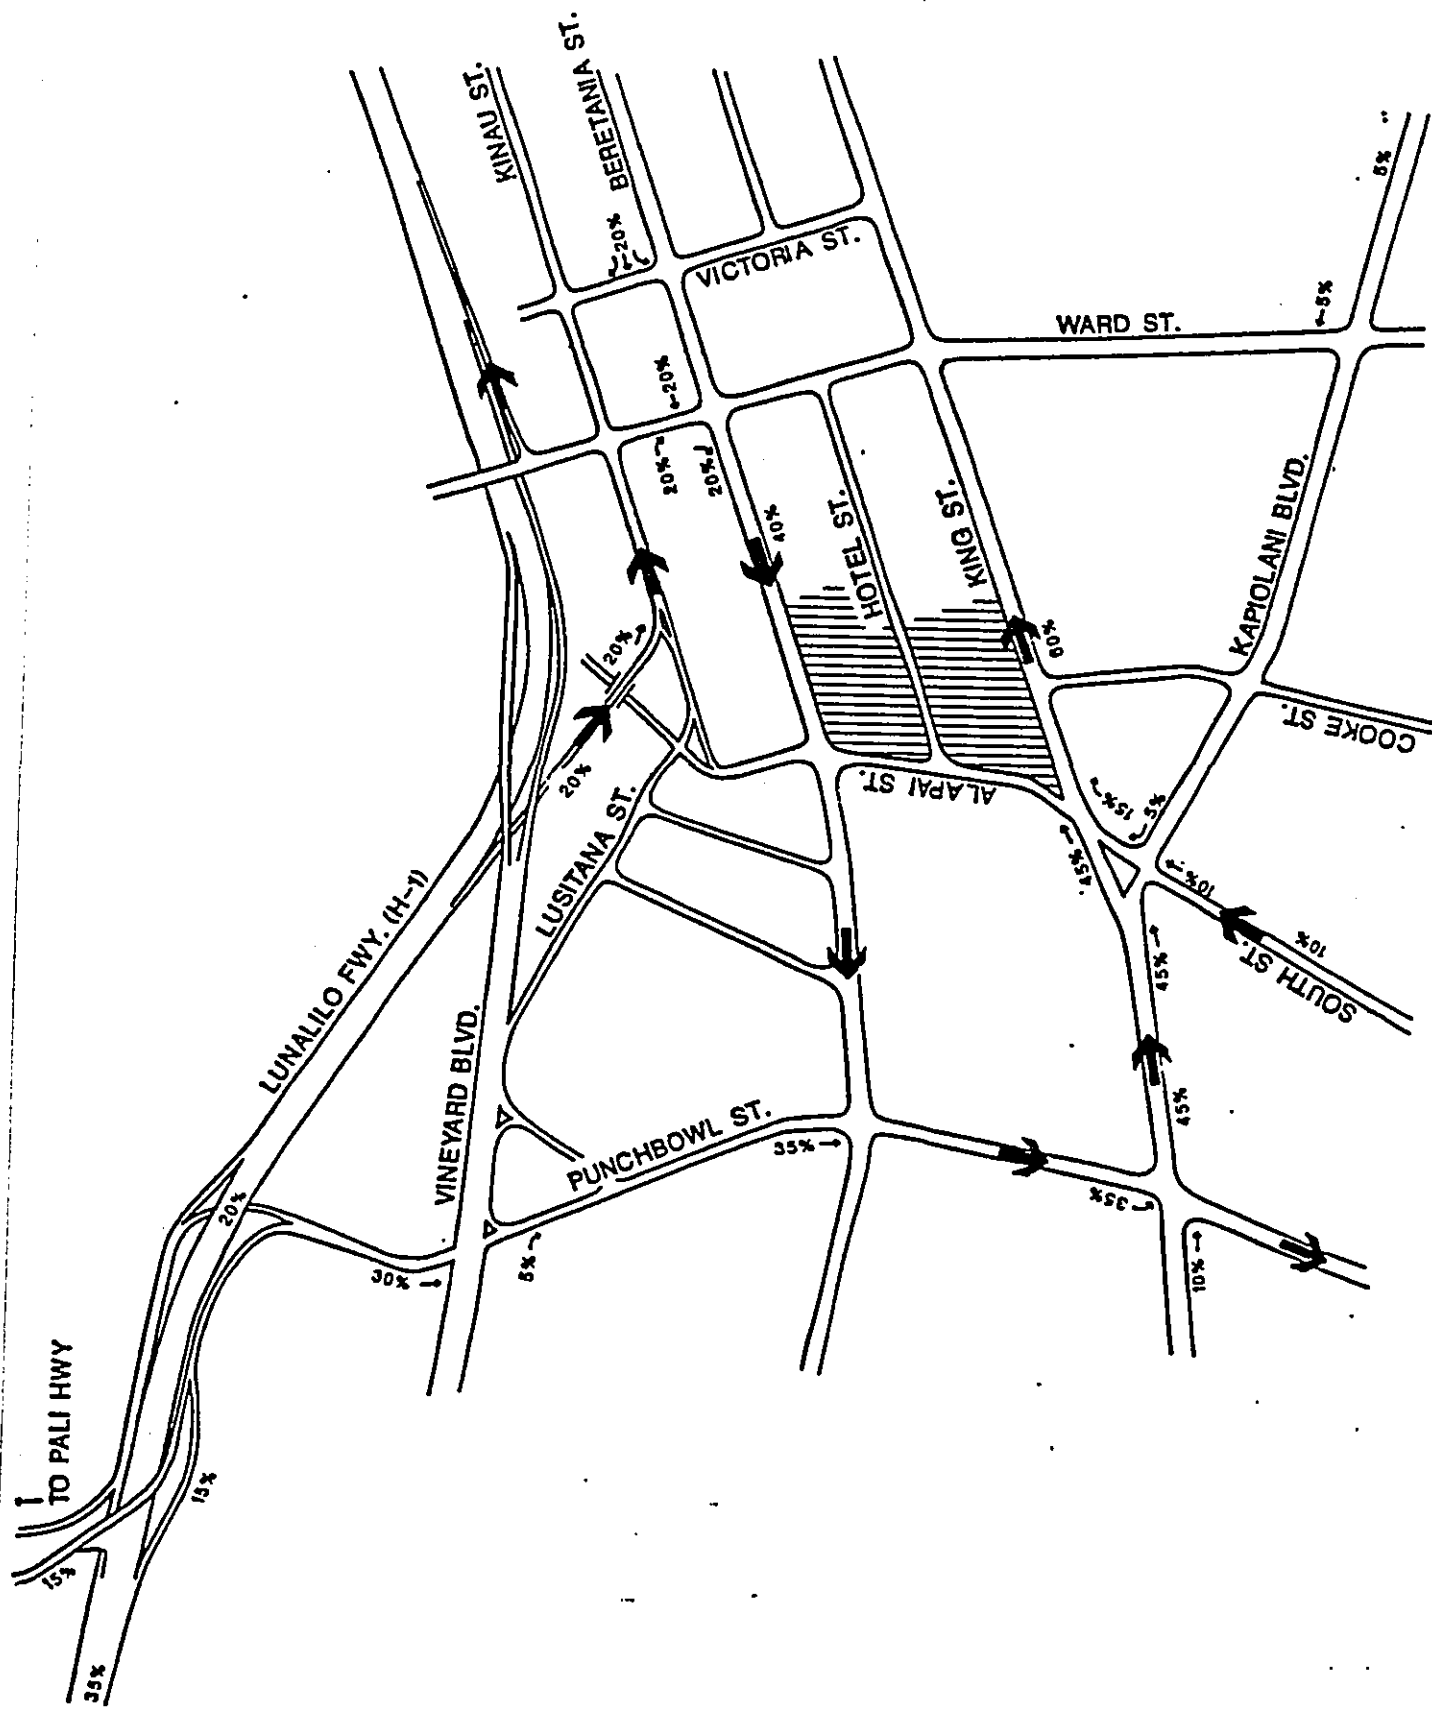 KINAU ST.
BERETANIA ST.
20%
5%
VICTORIA ST.
5%
WARD ST.
20%
20%
20%
40%
HOTEL ST.
KING ST.
KAPIOLANI BLVD.
20%
60%
COOKE ST.
20%
ALAPAI ST.
15%
5%
LUSITANA ST.
45%
10%
LUNALILO FWY. (H-1)
10%
SOUTH ST.
45%
VINEYARD BLVD.
45%
PUNCHBOWL ST.
35%
35%
20%
30%
5%
10%
TO PALI HWY
15%
15%
35%